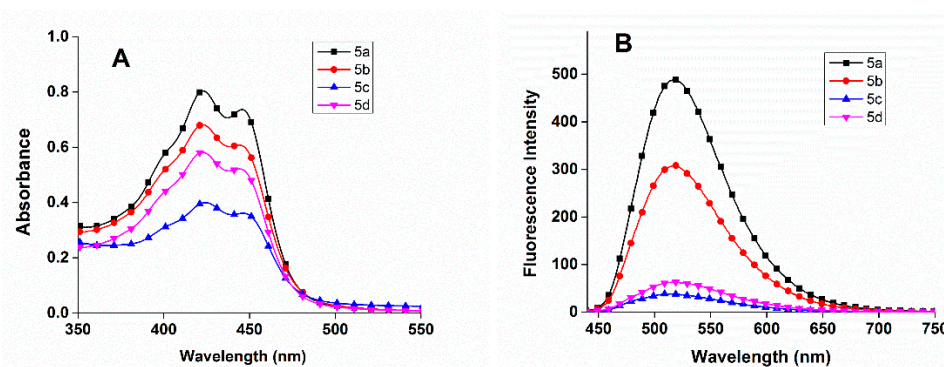 A
5a
5b
5c
5d
1.0
0.8
0.6
0.4
0.2
0.0
Absorbance
350
400
450
500
550
Wavelength (nm)
B
5a
5b
5c
5d
500
400
300
200
100
0
Fluorescence Intensity
450
500
550
600
650
700
750
Wavelength (nm)